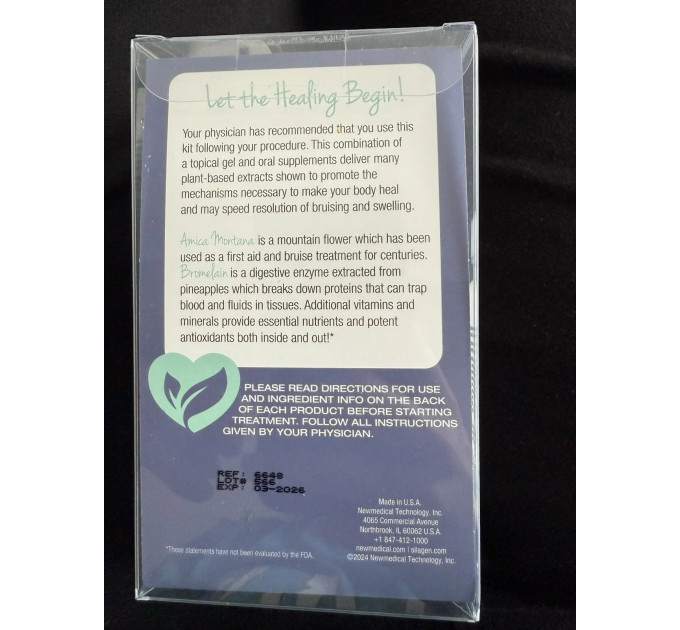 Let the Healing Begin!
Your physician has recommended that you use this
kit following your procedure. This combination of
a topical gel and oral supplements deliver many
plant-based extracts shown to promote the
mechanisms necessary to make your body heal
and may speed resolution of bruising and swelling.
Arnica Montana is a mountain flower which has been
used as a first aid and bruise treatment for centuries.
Bromelain is a digestive enzyme extracted from
pineapples which breaks down proteins that can trap
blood and fluids in tissues. Additional vitamins and
minerals provide essential nutrients and potent
antioxidants both inside and out!*
PLEASE READ DIRECTIONS FOR USE
AND INGREDIENT INFO ON THE BACK
OF EACH PRODUCT BEFORE STARTING
TREATMENT. FOLLOW ALL INSTRUCTIONS
GIVEN BY YOUR PHYSICIAN.
REF: 6648
LOT# 566
EXP: 03-2026
Made in U.S.A.
Newmedical Technology, Inc.
4065 Commercial Avenue
Northbrook, IL 60062 U.S.A.
+1 847-412-1000
newmedical.com | silagen.com
©2024 Newmedical Technology, Inc.
*These statements have not been evaluated by the FDA.